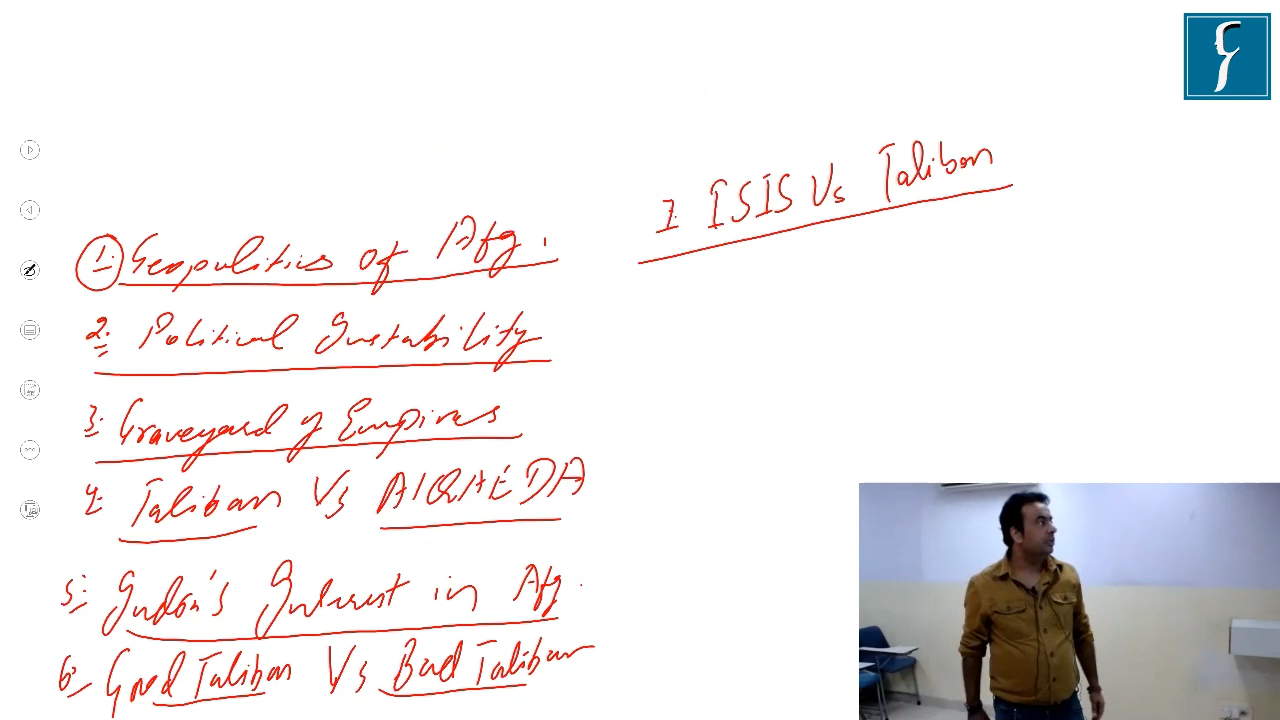 1. Geopolitics of Afg.
2. Political Instability
3. Graveyard of Empires
4. Taliban Vs AlQAEDA
5. India's Interest in Afg.
6. Good Taliban Vs Bad Taliban
7. ISIS Vs Taliban